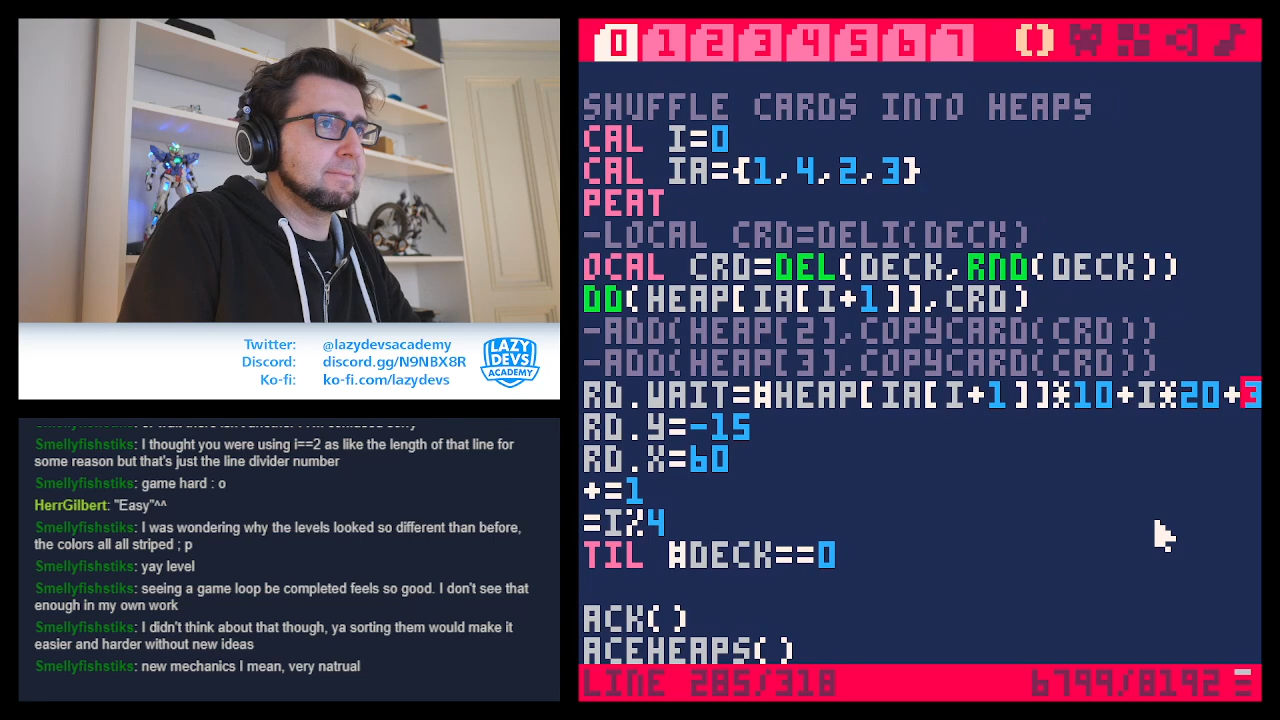 Twitter: @lazydevsacademy
Discord: discord.gg/N9NBX8R
Ko-fi: ko-fi.com/lazydevs
LAZY
DEVS
ACADEMY
Smellyfishstiks: I thought you were using i==2 as like the length of that line for
some reason but that's just the line divider number
Smellyfishstiks: game hard : o
HerrGilbert: "Easy"^^
Smellyfishstiks: I was wondering why the levels looked so different than before,
the colors all all striped ; p
Smellyfishstiks: yay level
Smellyfishstiks: seeing a game loop be completed feels so good. I don't see that
enough in my own work
Smellyfishstiks: I didn't think about that though, ya sorting them would make it
easier and harder without new ideas
Smellyfishstiks: new mechanics I mean, very natrual
0 1 2 3 4 5 6 7 ()
SHUFFLE CARDS INTO HEAPS
CAL I=0
CAL IA={1,4,2,3}
PEAT
-LOCAL CRD=DELI(DECK)
OCAL CRD=DEL(DECK,RND(DECK))
DD(HEAP[IA[I+1]],CRD)
-ADD(HEAP[2],COPYCARD(CRD))
-ADD(HEAP[3],COPYCARD(CRD))
RD.WAIT=#HEAP[IA[I+1]]*10+I*20+3
RD.Y=-15
RD.X=60
+=1
=I%4
TIL #DECK==0
ACK()
ACEHEAPS()
LINE 285/318 6799/8192